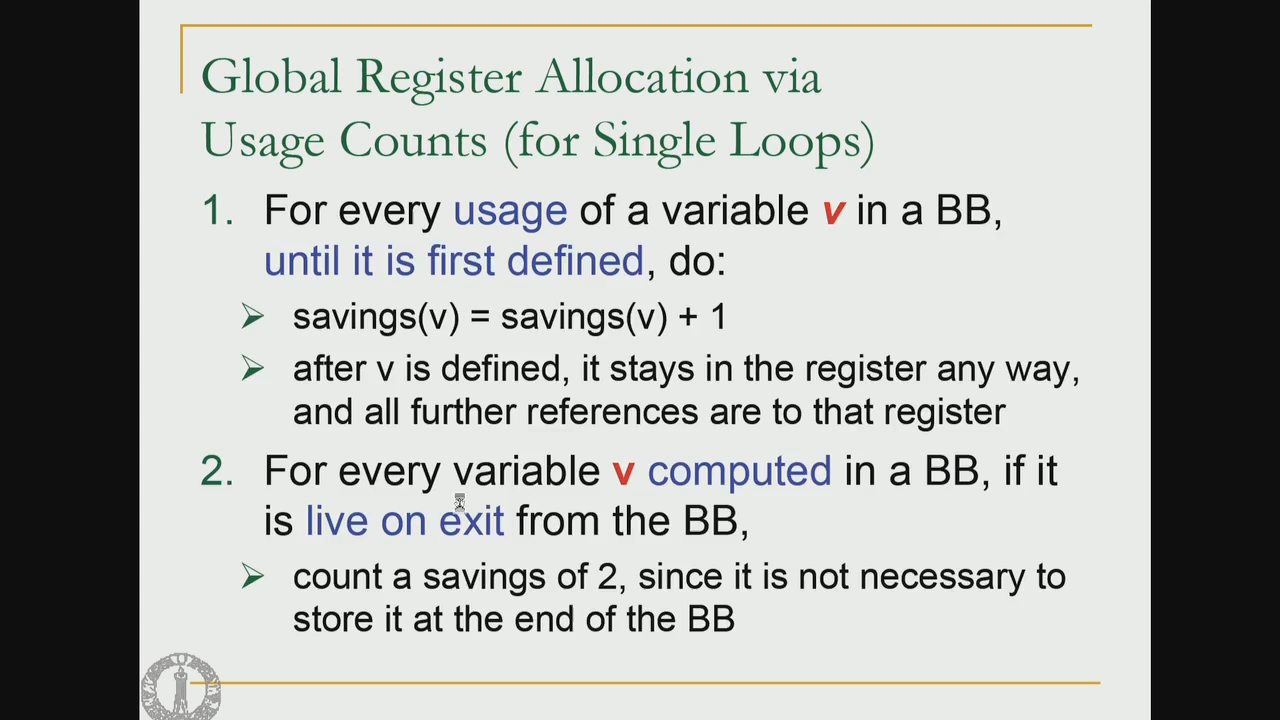 Global Register Allocation via
Usage Counts (for Single Loops)
1. For every usage of a variable v in a BB,
until it is first defined, do:
➢ savings(v) = savings(v) + 1
➢ after v is defined, it stays in the register any way,
and all further references are to that register
2. For every variable v computed in a BB, if it
is live on exit from the BB,
➢ count a savings of 2, since it is not necessary to
store it at the end of the BB